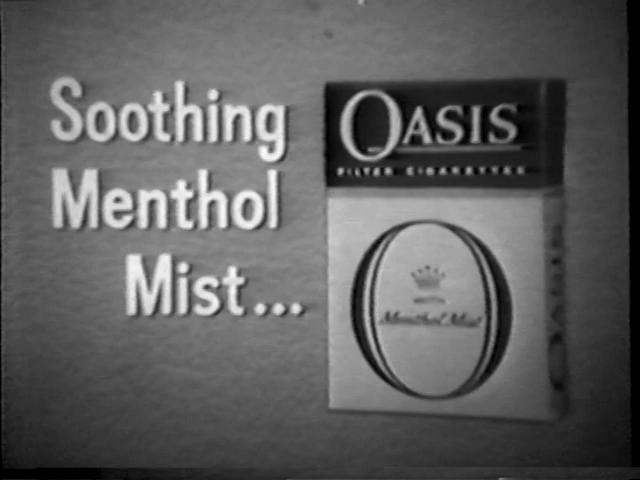 Soothing
Menthol
Mist...
OASIS
FILTER CIGARETTES
Menthol Mist